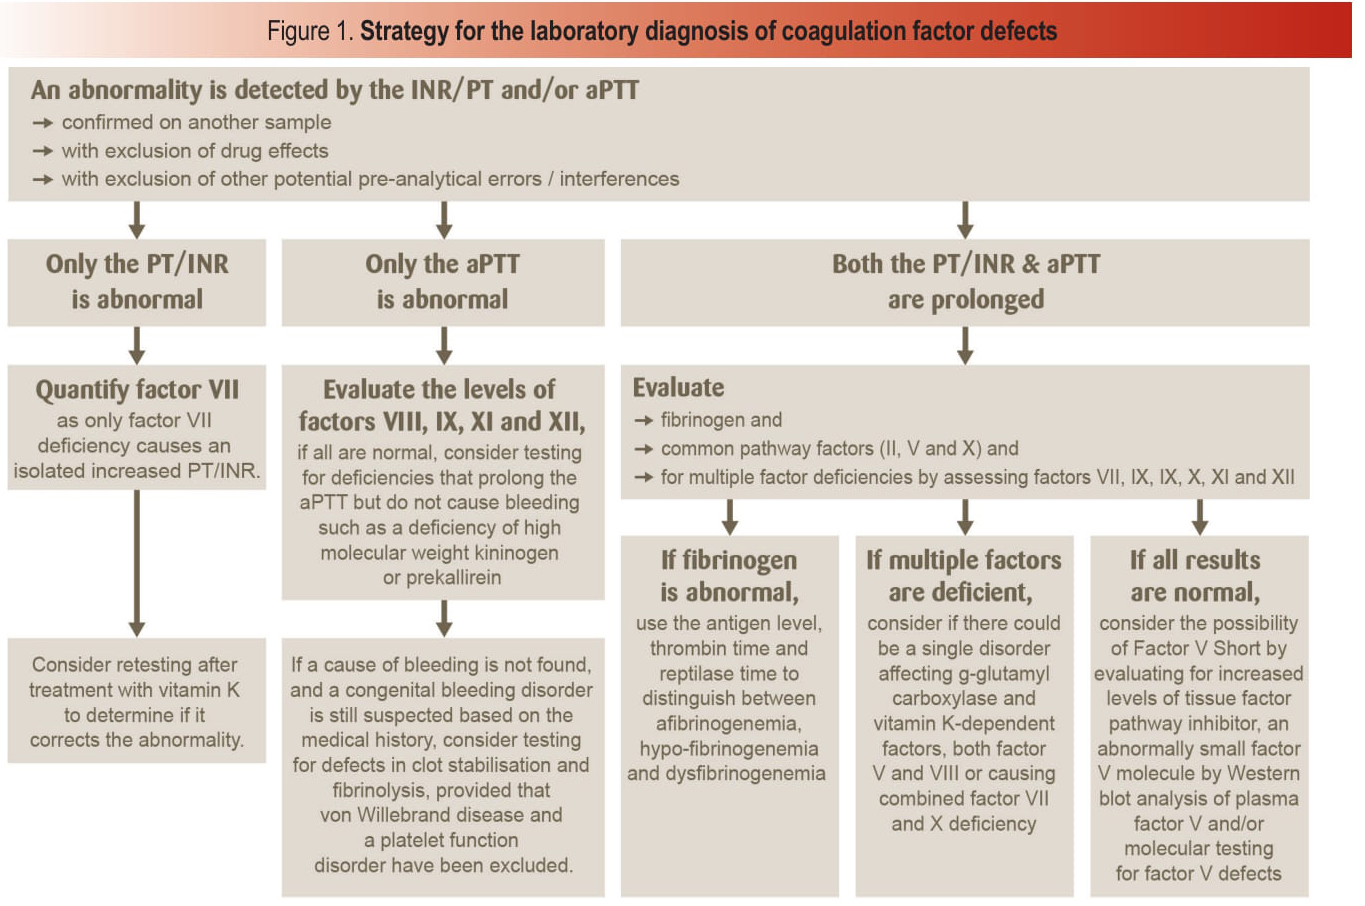 Figure 1. Strategy for the laboratory diagnosis of coagulation factor defects
An abnormality is detected by the INR/PT and/or aPTT
→ confirmed on another sample
→ with exclusion of drug effects
→ with exclusion of other potential pre-analytical errors / interferences
Only the PT/INR
is abnormal
Quantify factor VII
as only factor VII
deficiency causes an
isolated increased PT/INR.
Consider retesting after
treatment with vitamin K
to determine if it
corrects the abnormality.
Only the aPTT
is abnormal
Evaluate the levels of
factors VIII, IX, XI and XII,
if all are normal, consider testing
for deficiencies that prolong the
aPTT but do not cause bleeding
such as a deficiency of high
molecular weight kininogen
or prekallirein
If a cause of bleeding is not found,
and a congenital bleeding disorder
is still suspected based on the
medical history, consider testing
for defects in clot stabilisation and
fibrinolysis, provided that
von Willebrand disease and
a platelet function
disorder have been excluded.
Both the PT/INR & aPTT
are prolonged
Evaluate
→ fibrinogen and
→ common pathway factors (II, V and X) and
→ for multiple factor deficiencies by assessing factors VII, IX, IX, X, XI and XII
If fibrinogen
is abnormal,
use the antigen level,
thrombin time and
reptilase time to
distinguish between
afibrinogenemia,
hypo-fibrinogenemia
and dysfibrinogenemia
If multiple factors
are deficient,
consider if there could
be a single disorder
affecting g-glutamyl
carboxylase and
vitamin K-dependent
factors, both factor
V and VIII or causing
combined factor VII
and X deficiency
If all results
are normal,
consider the possibility
of Factor V Short by
evaluating for increased
levels of tissue factor
pathway inhibitor, an
abnormally small factor
V molecule by Western
blot analysis of plasma
factor V and/or
molecular testing
for factor V defects